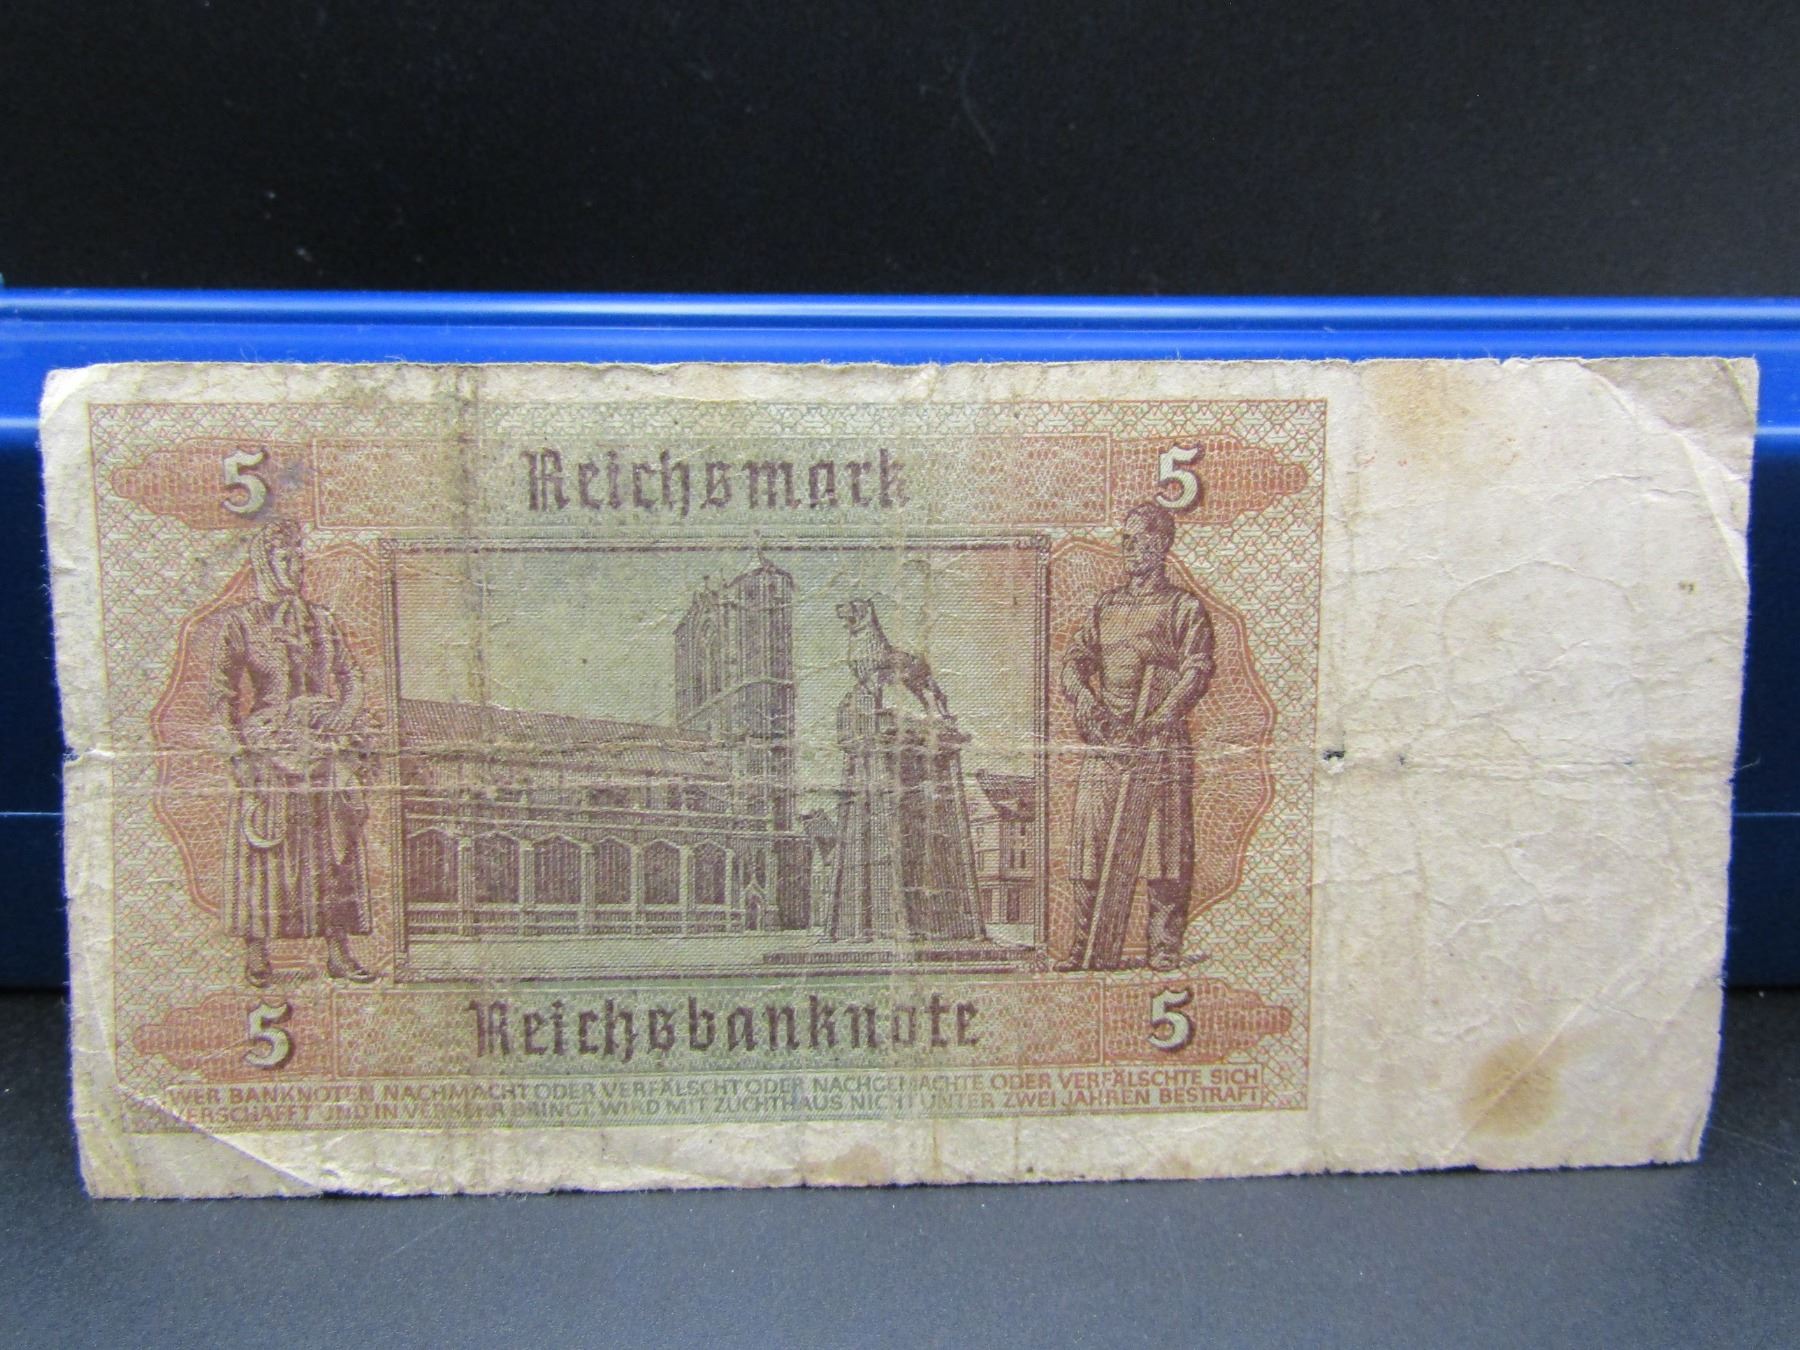 5 Reichsmark 5
5 Reichsbanknote 5
WER BANKNOTEN NACHMACHT ODER VERFÄLSCHT ODER NACHGEMACHTE ODER VERFÄLSCHTE SICH
VERSCHAFFT UND IN VERKEHR BRINGT, WIRD MIT ZUCHTHAUS NICHT UNTER ZWEI JAHREN BESTRAFT